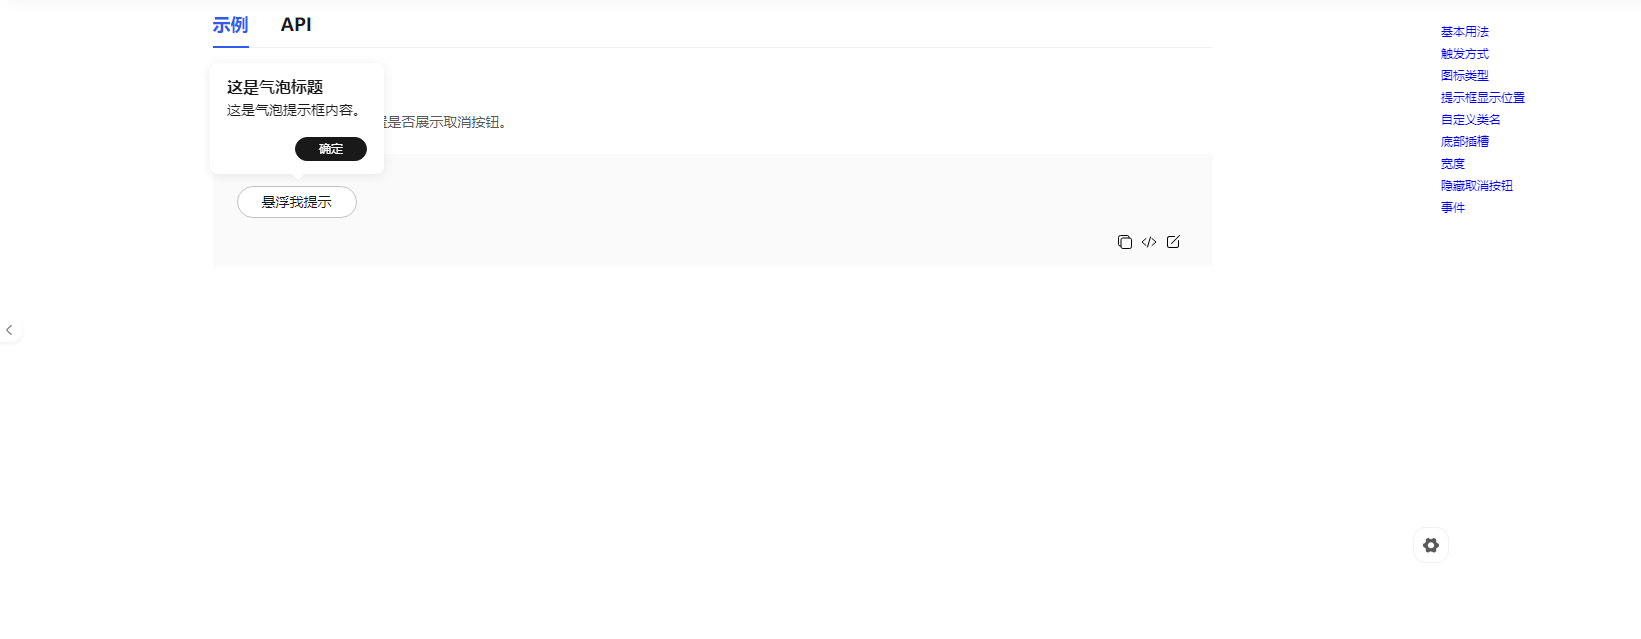 示例 API
这是气泡标题
这是气泡提示框内容。
是否展示取消按钮。
确定
悬浮我提示
基本用法
触发方式
图标类型
提示框显示位置
自定义类名
底部插槽
宽度
隐藏取消按钮
事件